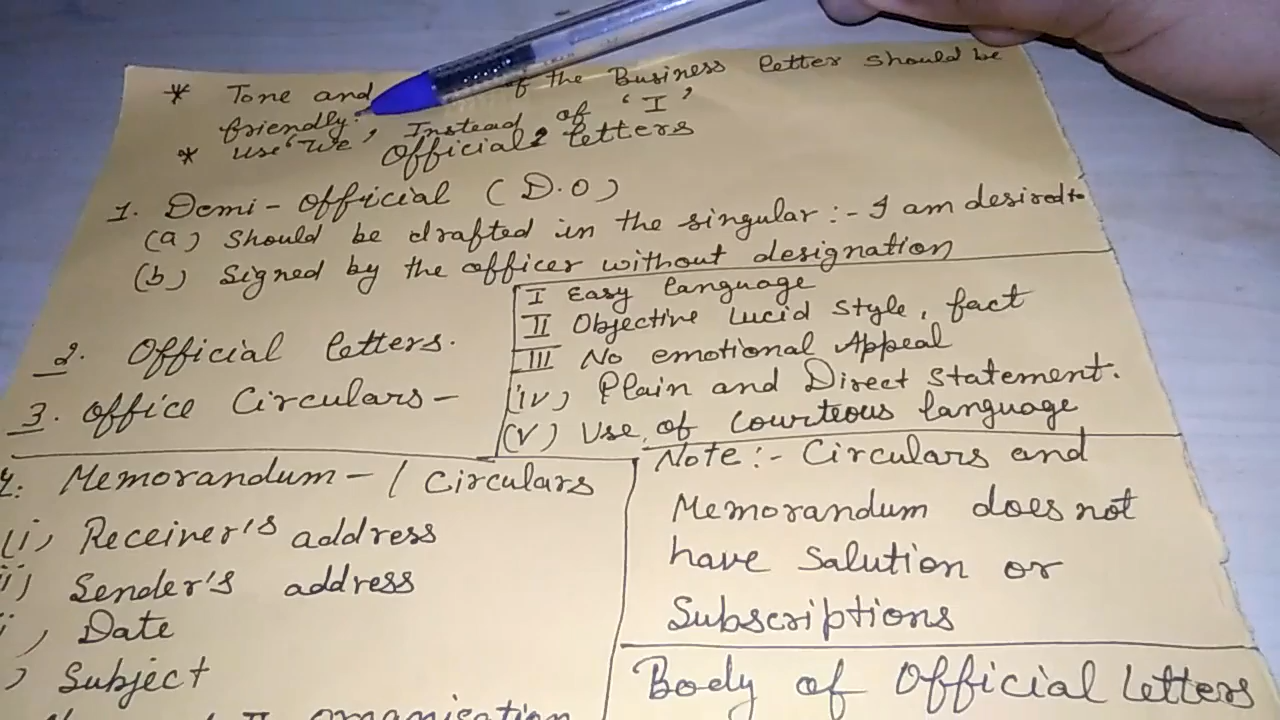 * Tone and of the Business letter should be
friendly.
* use 'We', Instead of 'I'
Official letters
1. Demi-official (D.O)
(a) Should be drafted in the singular :- I am desired to
(b) Signed by the officer without designation
I Easy language
II Objective Lucid Style, fact
III No emotional Appeal
(iv) Plain and Direct Statement.
(v) Use of Courteous language
2. Official letters.
3. office Circulars-
4. Memorandum - / Circulars
(i) Receiver's address
ii) Sender's address
) Date
) Subject
Note :- Circulars and
Memorandum does not
have Salution or
Subscriptions
Body of Official Letters